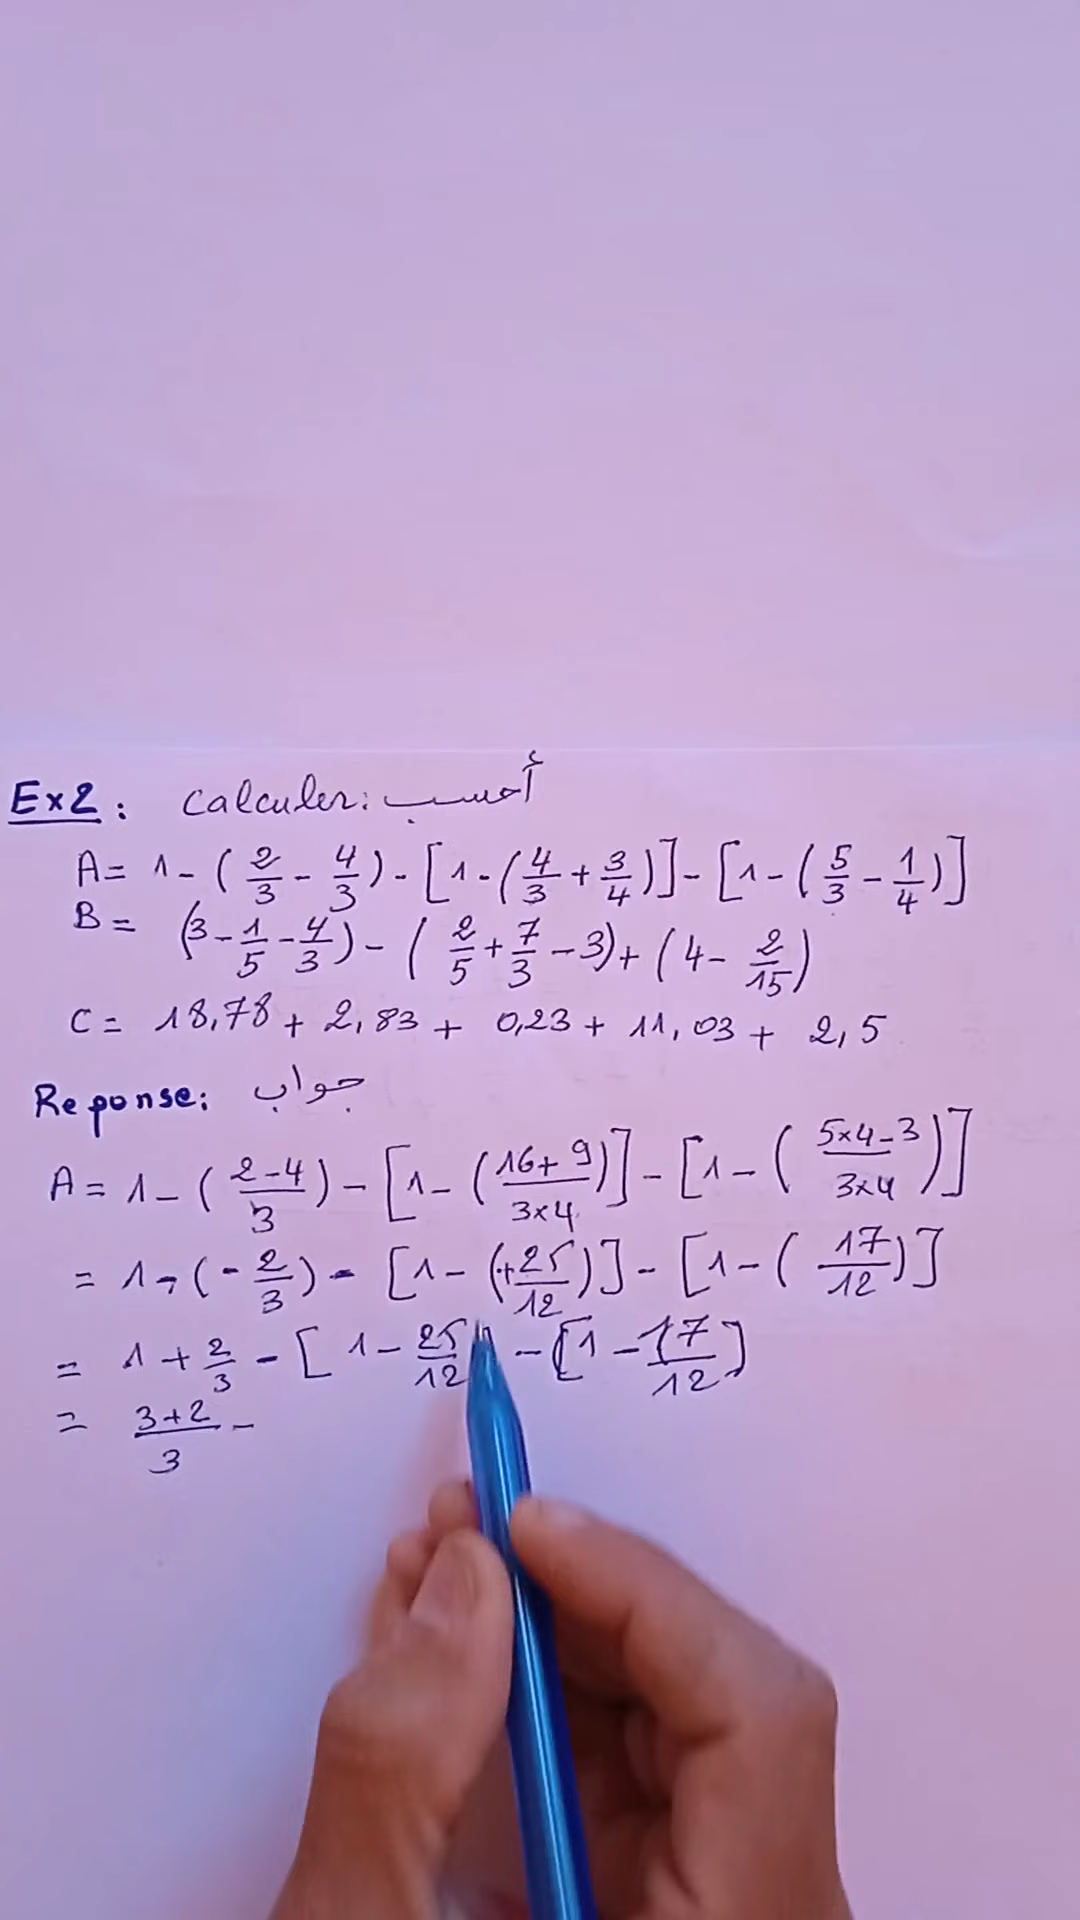 Ex2: calculer: أحسب
A = 1 - (2/3 - 4/3) - [1 - (4/3 + 3/4)] - [1 - (5/3 - 1/4)]
B = (3 - 1/5 - 4/3) - (2/5 + 7/3 - 3) + (4 - 2/15)
C = 18,78 + 2,83 + 0,23 + 11,03 + 2,5
Reponse: جواب
A = 1 - (2-4/3) - [1 - (16+9/3×4)] - [1 - (5×4-3/3×4)]
= 1 - (-2/3) - [1 - (+25/12)] - [1 - (17/12)]
= 1 + 2/3 - [1 - 25/12] - [1 - 17/12]
= 3+2/3 -